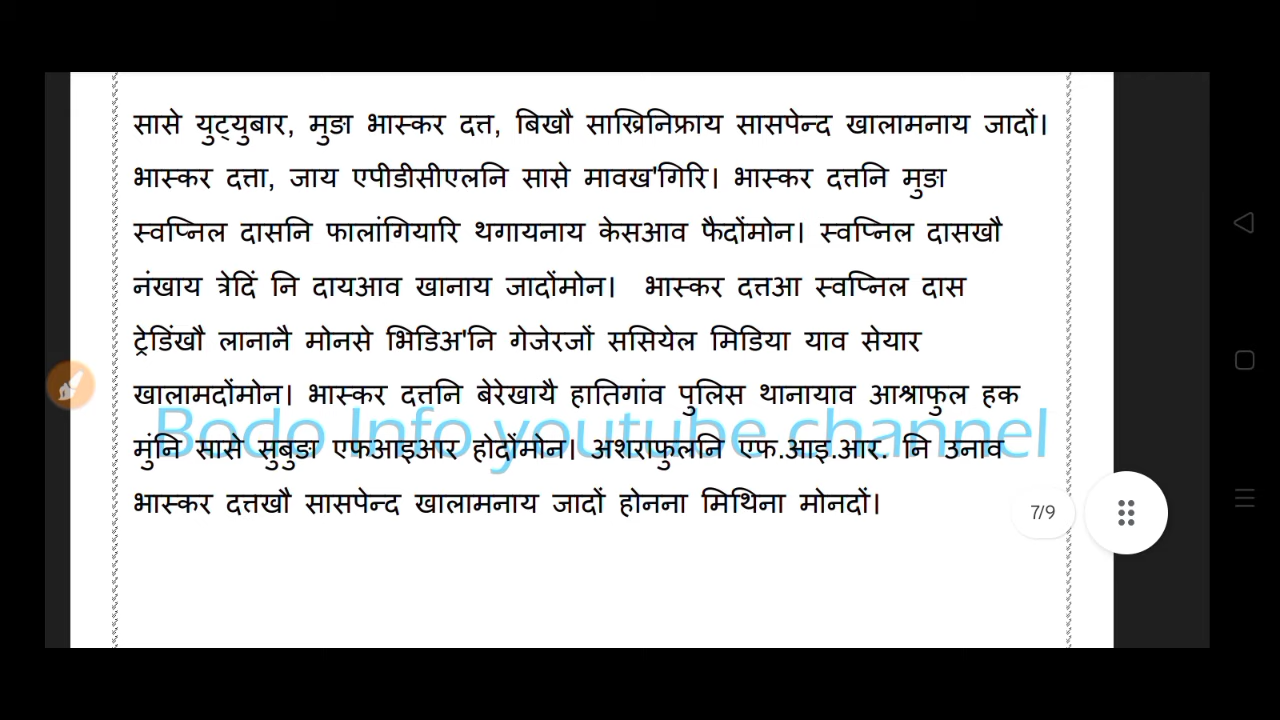 सासे युट्युबार, मुङा भास्कर दत्त, बिखौ साख्रिनिफ्राय सासपेन्द खालामनाय जादों।
भास्कर दत्ता, जाय एपीडीसीएलनि सासे मावख'गिरि। भास्कर दत्तनि मुङा
स्वप्निल दासनि फालांगियारि थगायनाय केसआव फैदोंमोन। स्वप्निल दासखौ
नंखाय त्रेदिं नि दायआव खानाय जादोंमोन। भास्कर दत्तआ स्वप्निल दास
ट्रेडिंखौ लानानै मोनसे भिडिअ'नि गेजेरजों ससियेल मिडिया याव सेयार
खालामदोंमोन। भास्कर दत्तनि बेरेखायै हातिगांव पुलिस थानायाव आश्राफुल हक
Bodo Info youtube channel
मुंनि सासे सुबुङा एफआइआर होदोंमोन। अशराफुलनि एफ.आइ.आर. नि उनाव
भास्कर दत्तखौ सासपेन्द खालामनाय जादों होनना मिथिना मोनदों।
7/9